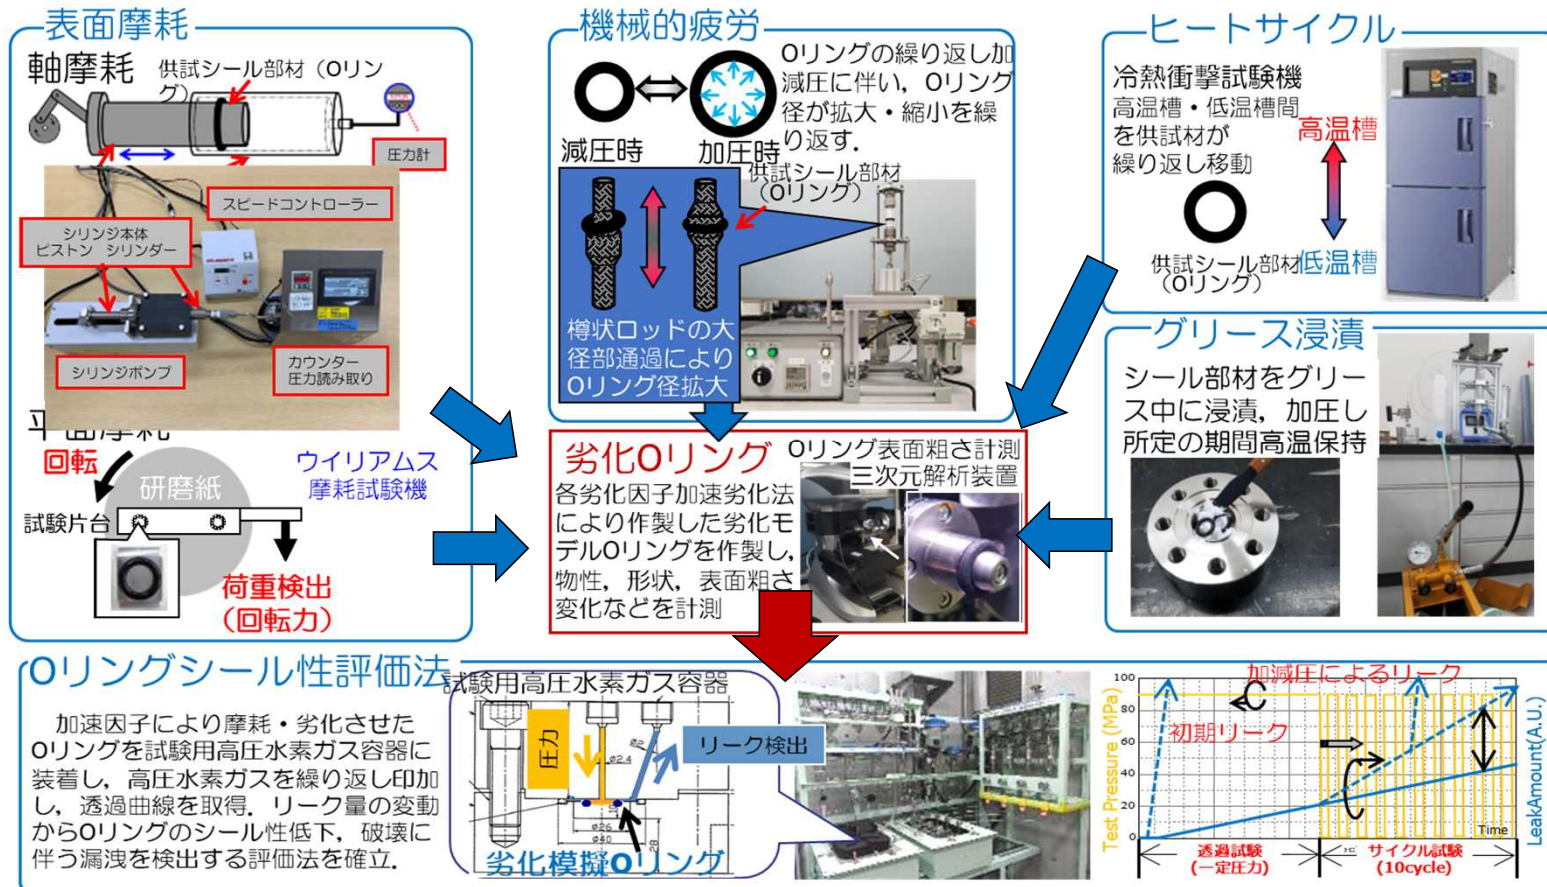 表面摩耗
軸摩耗
供試シール部材（Oリン
グ）
圧力計
スピードコントローラー
シリンジ本体
ピストン シリンダー
シリンジポンプ
カウンター
圧力読み取り
平面摩耗
回転
研磨紙
ウイリアムス
摩耗試験機
試験片台
荷重検出
（回転力）
機械的疲労
Oリングの繰り返し加
減圧に伴い，Oリング
径が拡大・縮小を繰
り返す．
減圧時
加圧時
供試シール部材
（Oリング）
樽状ロッドの大
径部通過により
Oリング径拡大
ヒートサイクル
冷熱衝撃試験機
高温槽・低温槽間
を供試材が
繰り返し移動
高温槽
低温槽
供試シール部材
（Oリング）
グリース浸漬
シール部材をグリー
ス中に浸漬，加圧し
所定の期間高温保持
劣化Oリング
各劣化因子加速劣化法
により作製した劣化モ
デルOリングを作製し，
物性，形状，表面粗さ
変化などを計測
Oリング表面粗さ計測
三次元解析装置
Oリングシール性評価法
加速因子により摩耗・劣化させた
Oリングを試験用高圧水素ガス容器に
装着し，高圧水素ガスを繰り返し印加
し，透過曲線を取得．リーク量の変動
からOリングのシール性低下，破壊に
伴う漏洩を検出する評価法を確立．
試験用高圧水素ガス容器
圧力
リーク検出
ø2.4
ø26
ø40
28
劣化模擬Oリング
加減圧によるリーク
初期リーク
Test Pressure (MPa)
100
80
60
40
20
0
Time
LeakAmount(A.U.)
透過試験
(一定圧力)
サイクル試験
(10cycle)